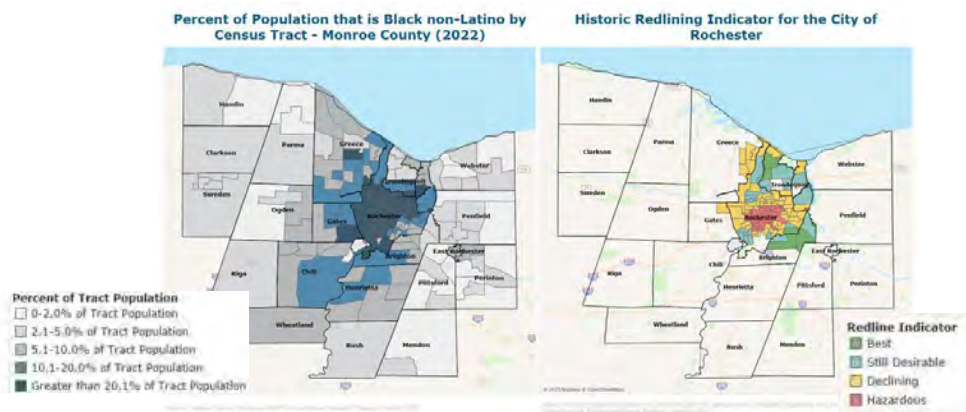 Percent of Population that is Black non-Latino by
Census Tract - Monroe County (2022)
Hamlin
Parma
Clarkson
Greece
Webster
Irondequoit
Sweden
Ogden
Gates
Rochester
Penfield
Brighton
East Rochester
Riga
Chili
Henrietta
Pittsford
Perinton
Wheatland
Rush
Mendon
Percent of Tract Population
0-2.0% of Tract Population
2.1-5.0% of Tract Population
5.1-10.0% of Tract Population
10.1-20.0% of Tract Population
Greater than 20.1% of Tract Population
Historic Redlining Indicator for the City of
Rochester
Hamlin
Parma
Clarkson
Greece
Webster
Irondequoit
Sweden
Ogden
Gates
Rochester
Penfield
Brighton
East Rochester
Riga
Chili
Henrietta
Pittsford
Perinton
Wheatland
Rush
Mendon
Redline Indicator
Best
Still Desirable
Declining
Hazardous